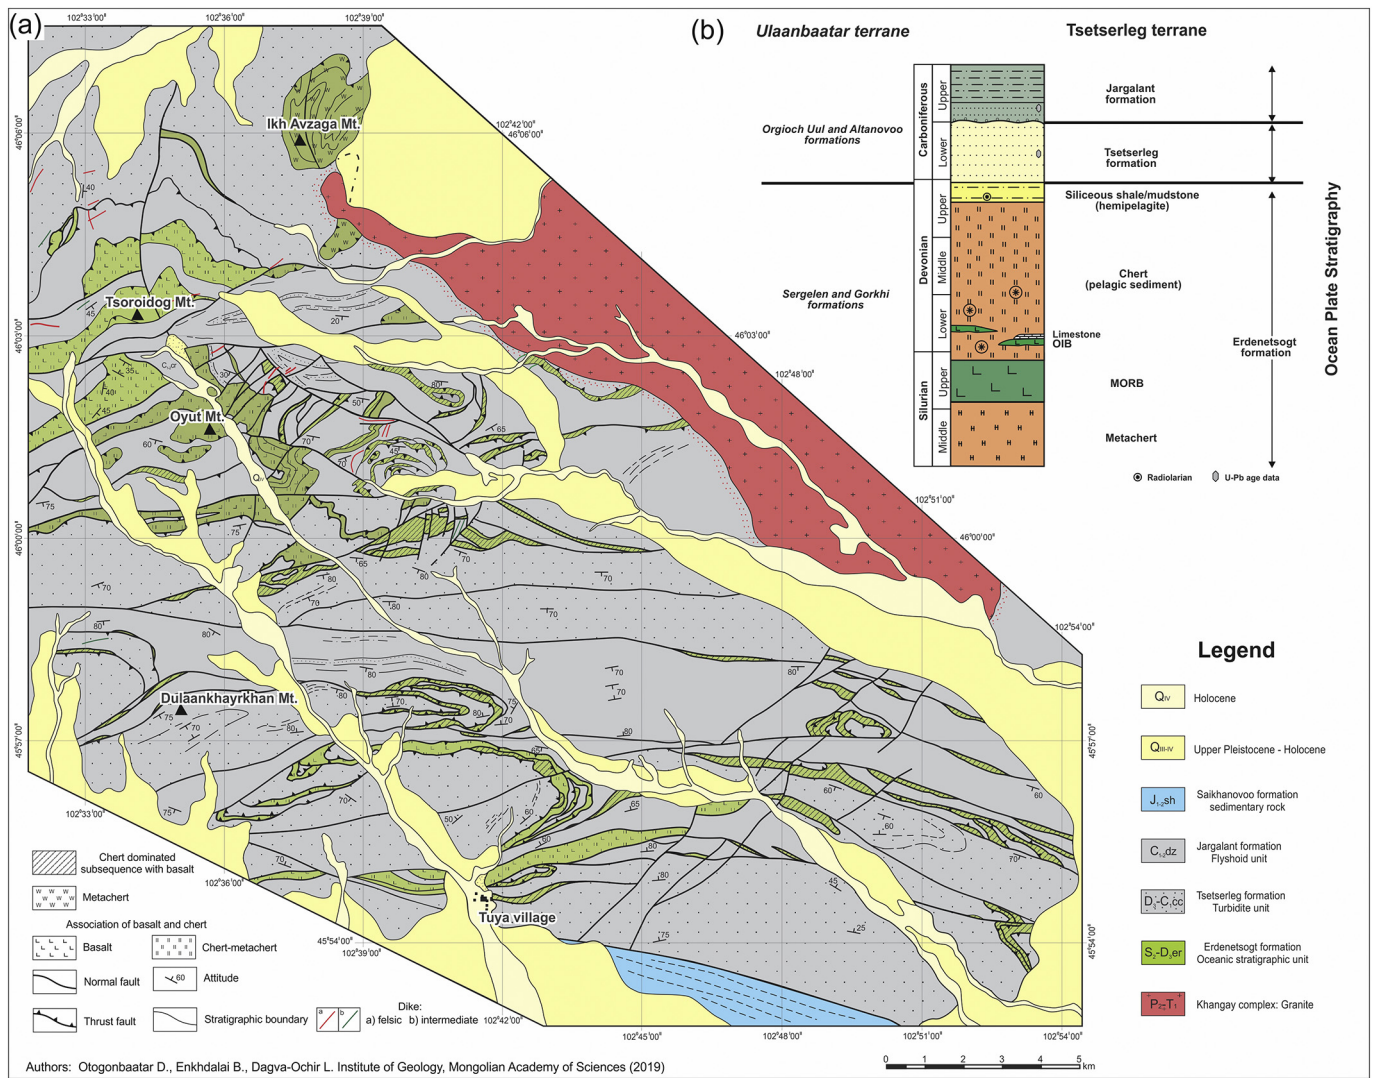 (a)
102°33'00"
102°36'00"
102°39'00"
102°42'00"
46°06'00"
46°06'00"
46°03'00"
46°03'00"
102°48'00"
102°51'00"
46°00'00"
46°00'00"
102°54'00"
45°57'00"
45°57'00"
102°33'00"
102°36'00"
45°54'00"
102°39'00"
45°54'00"
102°42'00"
102°45'00"
102°48'00"
102°51'00"
102°54'00"
Ikh Avzaga Mt.
Tsoroidog Mt.
Oyut Mt.
Dulaankhayrkhan Mt.
Tuya village
(b)
Ulaanbaatar terrane
Tsetserleg terrane
Orgioch Uul and Altanovoo
formations
Sergelen and Gorkhi
formations
Carboniferous
Upper
Lower
Devonian
Upper
Middle
Lower
Silurian
Upper
Middle
Jargalant
formation
Tsetserleg
formation
Siliceous shale/mudstone
(hemipelagite)
Chert
(pelagic sediment)
Limestone
OIB
MORB
Metachert
Erdenetsogt
formation
Ocean Plate Stratigraphy
Radiolarian
U-Pb age data
Legend
QIV
Holocene
QIII-IV
Upper Pleistocene - Holocene
J1-2sh
Saikhanovoo formation
sedimentary rock
C1-2dz
Jargalant formation
Flyshoid unit
D3-C1cc
Tsetserleg formation
Turbidite unit
Erdenetsogt formation
Oceanic stratigraphic unit
Khangay complex: Granite
Chert dominated
subsequence with basalt
Metachert
Association of basalt and chert
Basalt
Chert-metachert
Normal fault
60
Attitude
Thrust fault
Stratigraphic boundary
a
b
Dike:
a) felsic b) intermediate
0 1 2 3 4 5
km
Authors: Otogonbaatar D., Enkhdalai B., Dagva-Ochir L. Institute of Geology, Mongolian Academy of Sciences (2019)